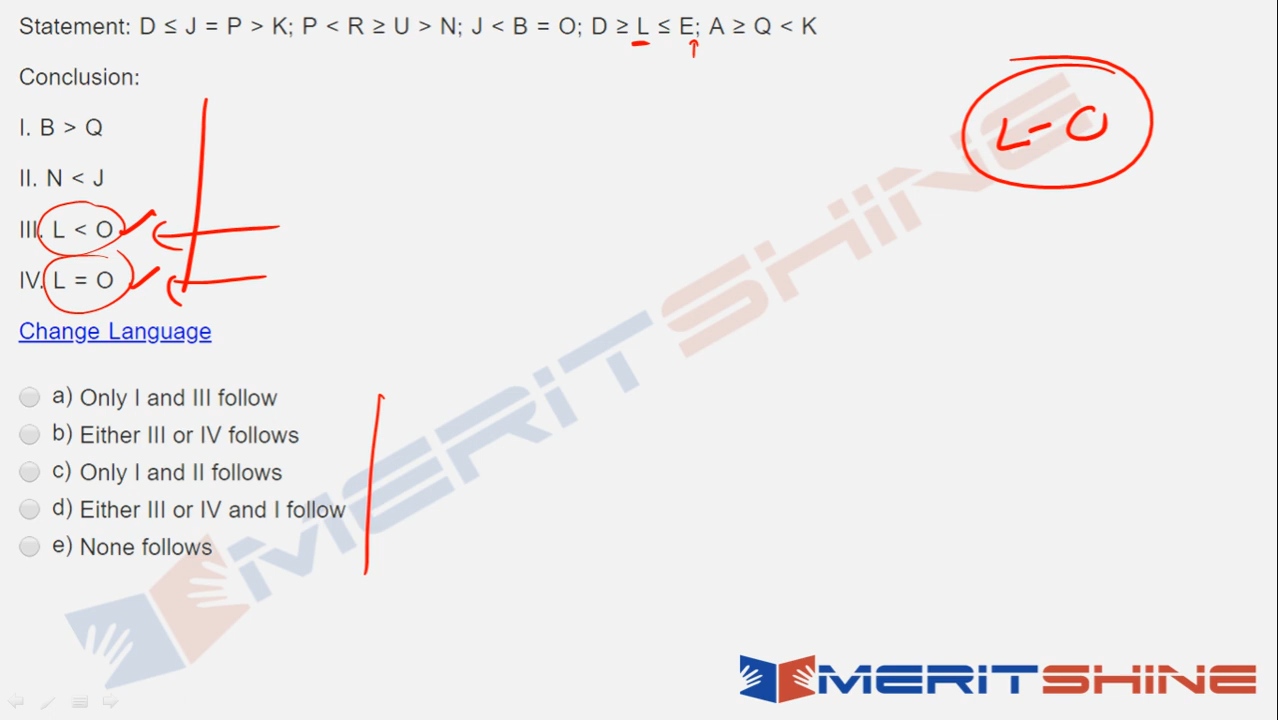 Statement: D ≤ J = P > K; P < R ≥ U > N; J < B = O; D ≥ L ≤ E; A ≥ Q < K
Conclusion:
I. B > Q
L-O
II. N < J
III. L < O
IV. L = O
Change Language
a) Only I and III follow
b) Either III or IV follows
c) Only I and II follows
d) Either III or IV and I follow
e) None follows
MERITSHINE
MERITSHINE